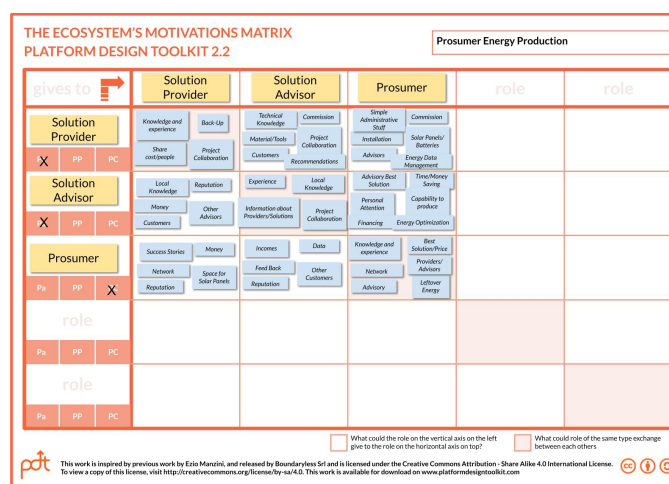 THE ECOSYSTEM'S MOTIVATIONS MATRIX
PLATFORM DESIGN TOOLKIT 2.2
Prosumer Energy Production
gives to
Solution
Provider
Solution
Advisor
Prosumer
role
role
Solution
Provider
X
PP
PC
Knowledge and
experience
Back-Up
Share
cost/people
Project
Collaboration
Technical
Knowledge
Commission
Material/Tools
Project
Collaboration
Customers
Recommendations
Simple
Administrative
Stuff
Commission
Installation
Solar Panels/
Batteries
Advisors
Energy Data
Management
Solution
Advisor
X
PP
PC
Local
Knowledge
Reputation
Money
Other
Advisors
Customers
Experience
Local
Knowledge
Information about
Providers/Solutions
Project
Collaboration
Advisory Best
Solution
Time/Money
Saving
Personal
Attention
Capability to
produce
Financing
Energy Optimization
Prosumer
Pa
PP
X
Success Stories
Money
Network
Space for
Solar Panels
Reputation
Incomes
Data
Feed Back
Other
Customers
Reputation
Knowledge and
experience
Best
Solution/Price
Network
Providers/
Advisors
Advisory
Leftover
Energy
role
Pa
PP
PC
role
Pa
PP
PC
What could the role on the vertical axis on the left
give to the role on the horizontal axis on top?
What could role of the same type exchange
between each others
pdt
This work is inspired by previous work by Ezio Manzini, and released by Boundaryless Srl and is licensed under the Creative Commons Attribution - Share Alike 4.0 International License.
To view a copy of this license, visit http://creativecommons.org/license/by-sa/4.0. This work is available for download on www.platformdesigntoolkit.com
cc